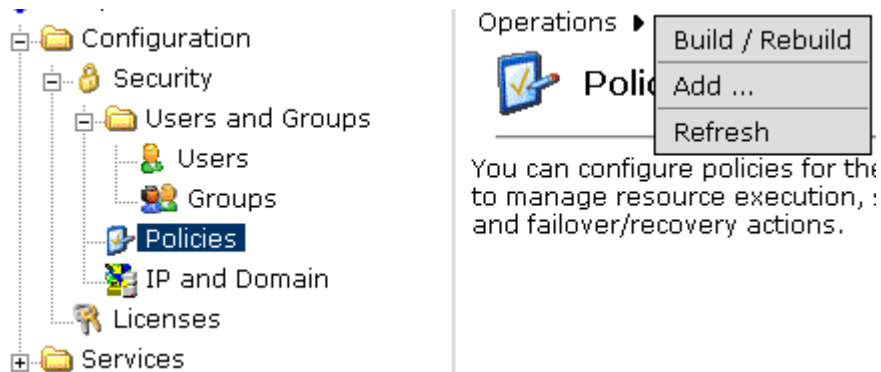 Configuration
Security
Users and Groups
Users
Groups
Policies
IP and Domain
Licenses
Services
Operations
Build / Rebuild
Add ...
Refresh
You can configure policies for the
to manage resource execution,
and failover/recovery actions.